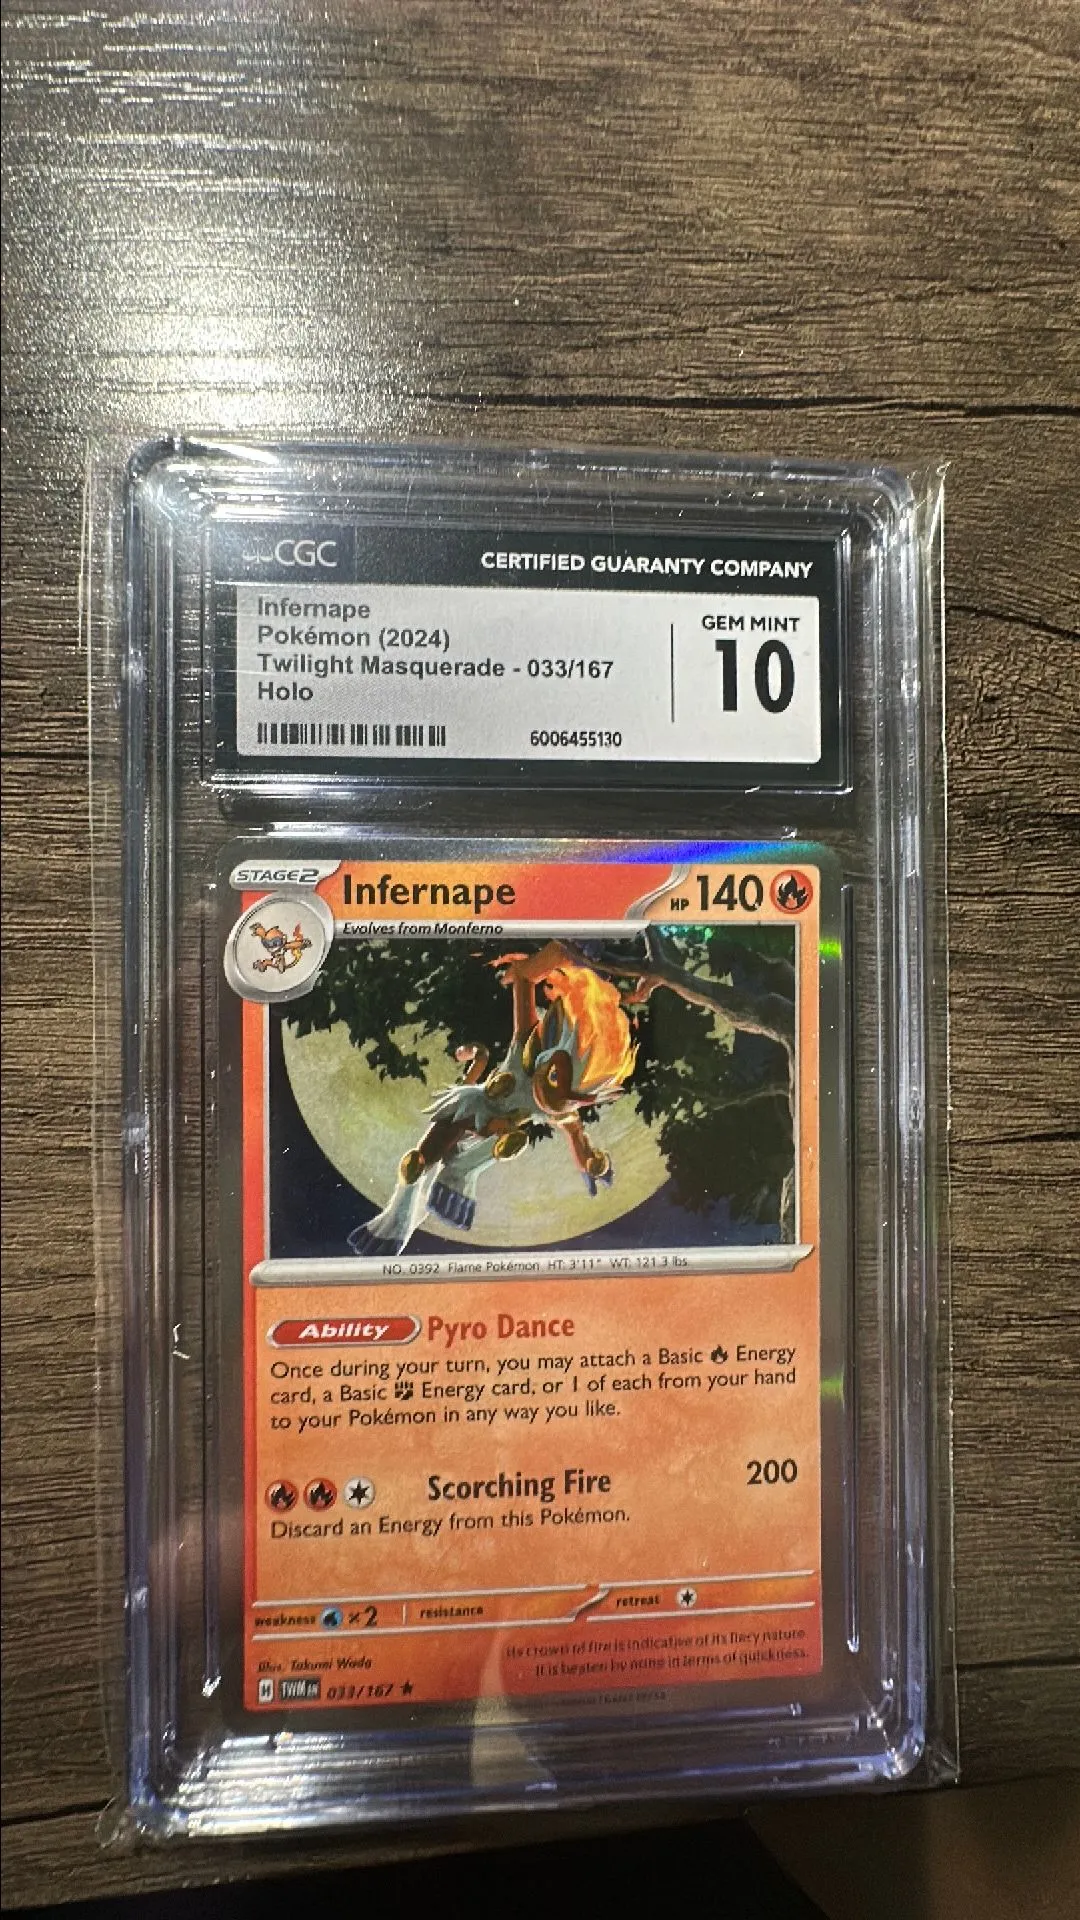 CGC
CERTIFIED GUARANTY COMPANY
Infernape
Pokémon (2024)
Twilight Masquerade - 033/167
Holo
GEM MINT
10
6006455130
STAGE2
Infernape
HP 140
Evolves from Monferno
NO. 0392 Flame Pokémon HT: 3'11" WT: 121.3 lbs.
Ability Pyro Dance
Once during your turn, you may attach a Basic Energy
card, a Basic Energy card, or 1 of each from your hand
to your Pokémon in any way you like.
Scorching Fire 200
Discard an Energy from this Pokémon.
weakness ×2 resistance retreat
Its crown of fire is indicative of its fiery nature.
It is beaten by none in terms of quickness.
Illus. Takumi Wada
H TWM EN 033/167 ★